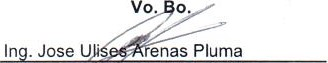 Vo. Bo.
Ing. Jose Ulises Arenas Pluma